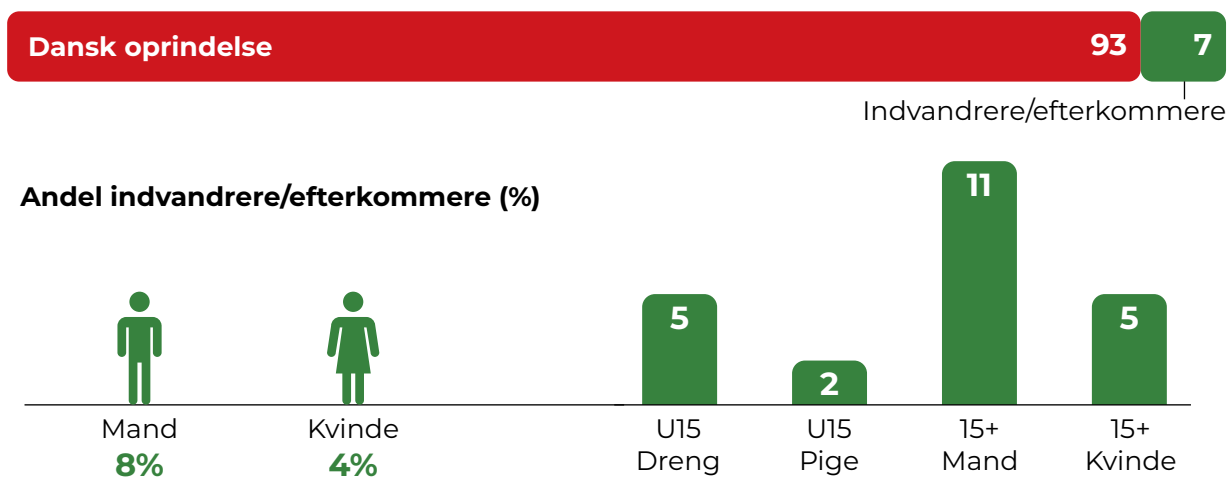 Dansk oprindelse 93 7
Indvandrere/efterkommere
Andel indvandrere/efterkommere (%)
Mand
8%
Kvinde
4%
5
U15
Dreng
2
U15
Pige
11
15+
Mand
5
15+
Kvinde